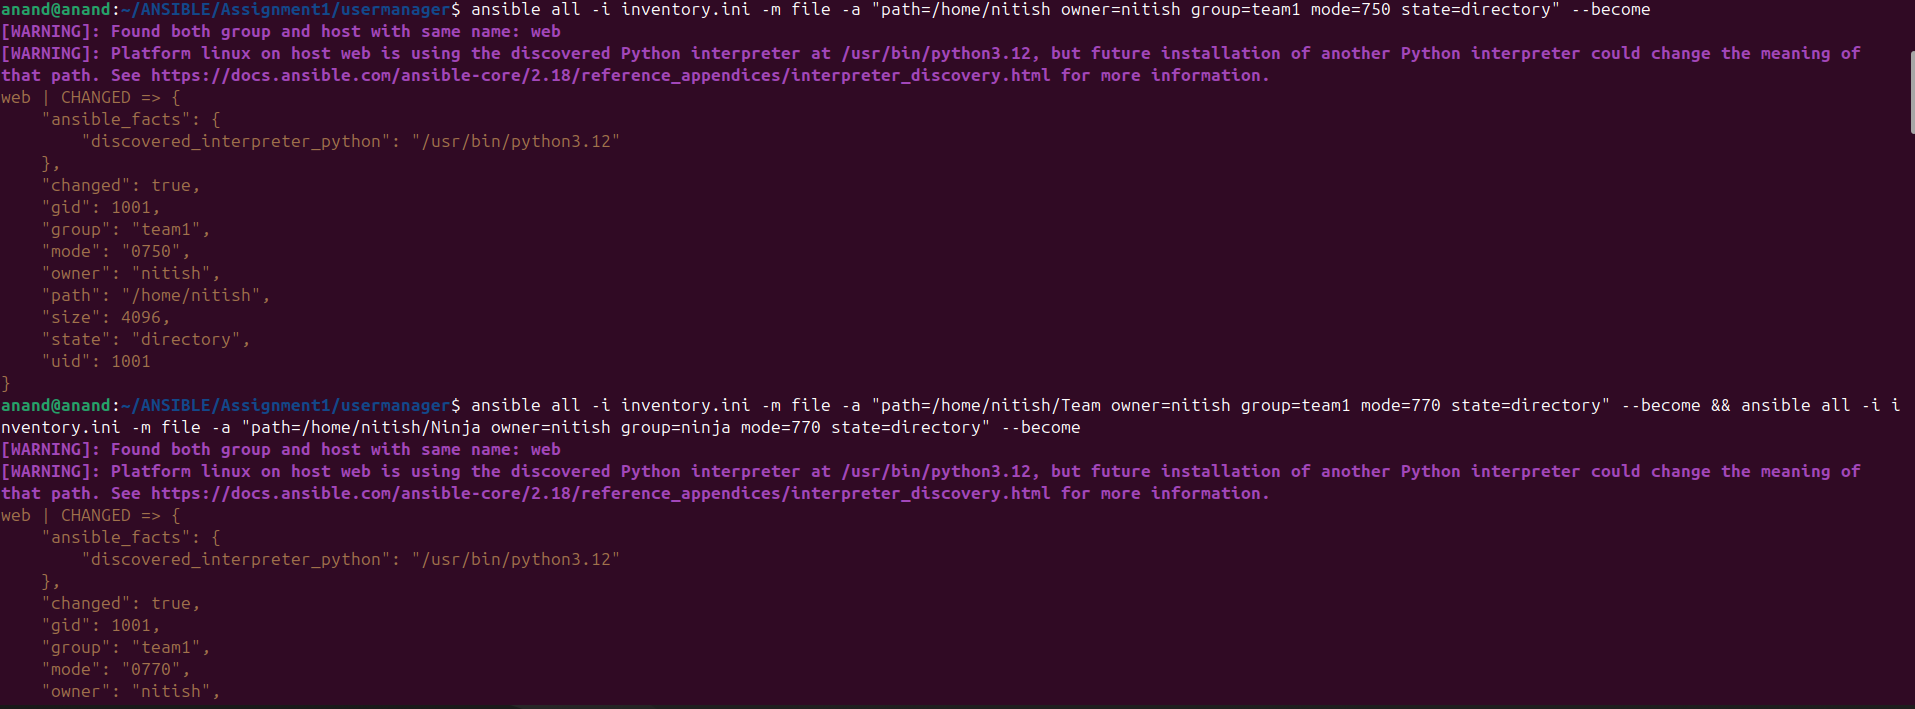 anand@anand:~/ANSIBLE/Assignment1/usermanager$ ansible all -i inventory.ini -m file -a "path=/home/nitish owner=nitish group=team1 mode=750 state=directory" --become
[WARNING]: Found both group and host with same name: web
[WARNING]: Platform linux on host web is using the discovered Python interpreter at /usr/bin/python3.12, but future installation of another Python interpreter could change the meaning of
that path. See https://docs.ansible.com/ansible-core/2.18/reference_appendices/interpreter_discovery.html for more information.
web | CHANGED => {
    "ansible_facts": {
        "discovered_interpreter_python": "/usr/bin/python3.12"
    },
    "changed": true,
    "gid": 1001,
    "group": "team1",
    "mode": "0750",
    "owner": "nitish",
    "path": "/home/nitish",
    "size": 4096,
    "state": "directory",
    "uid": 1001
}
anand@anand:~/ANSIBLE/Assignment1/usermanager$ ansible all -i inventory.ini -m file -a "path=/home/nitish/Team owner=nitish group=team1 mode=770 state=directory" --become && ansible all -i i
nventory.ini -m file -a "path=/home/nitish/Ninja owner=nitish group=ninja mode=770 state=directory" --become
[WARNING]: Found both group and host with same name: web
[WARNING]: Platform linux on host web is using the discovered Python interpreter at /usr/bin/python3.12, but future installation of another Python interpreter could change the meaning of
that path. See https://docs.ansible.com/ansible-core/2.18/reference_appendices/interpreter_discovery.html for more information.
web | CHANGED => {
    "ansible_facts": {
        "discovered_interpreter_python": "/usr/bin/python3.12"
    },
    "changed": true,
    "gid": 1001,
    "group": "team1",
    "mode": "0770",
    "owner": "nitish",